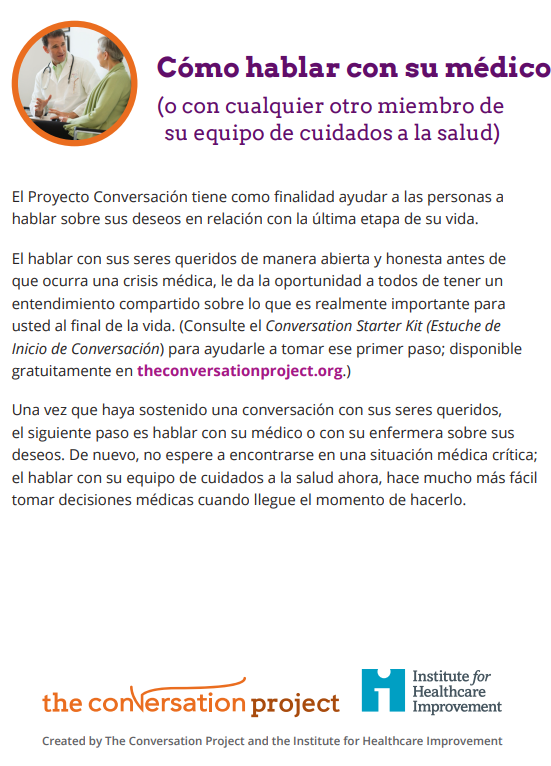 Cómo hablar con su médico
(o con cualquier otro miembro de
su equipo de cuidados a la salud)
El Proyecto Conversación tiene como finalidad ayudar a las personas a
hablar sobre sus deseos en relación con la última etapa de su vida.
El hablar con sus seres queridos de manera abierta y honesta antes de
que ocurra una crisis médica, le da la oportunidad a todos de tener un
entendimiento compartido sobre lo que es realmente importante para
usted al final de la vida. (Consulte el Conversation Starter Kit (Estuche de
Inicio de Conversación) para ayudarle a tomar ese primer paso; disponible
gratuitamente en theconversationproject.org.)
Una vez que haya sostenido una conversación con sus seres queridos,
el siguiente paso es hablar con su médico o con su enfermera sobre sus
deseos. De nuevo, no espere a encontrarse en una situación médica crítica;
el hablar con su equipo de cuidados a la salud ahora, hace mucho más fácil
tomar decisiones médicas cuando llegue el momento de hacerlo.
the conversation project
Institute for
Healthcare
Improvement
Created by The Conversation Project and the Institute for Healthcare Improvement